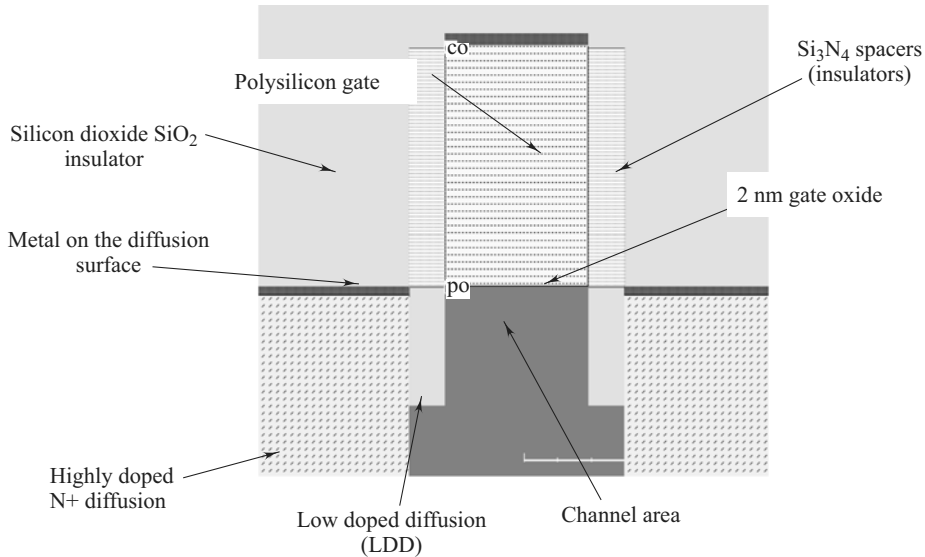 co
Si₃N₄ spacers
(insulators)
Polysilicon gate
Silicon dioxide SiO₂
insulator
2 nm gate oxide
Metal on the diffusion
surface
po
Highly doped
N+ diffusion
Low doped diffusion
(LDD)
Channel area